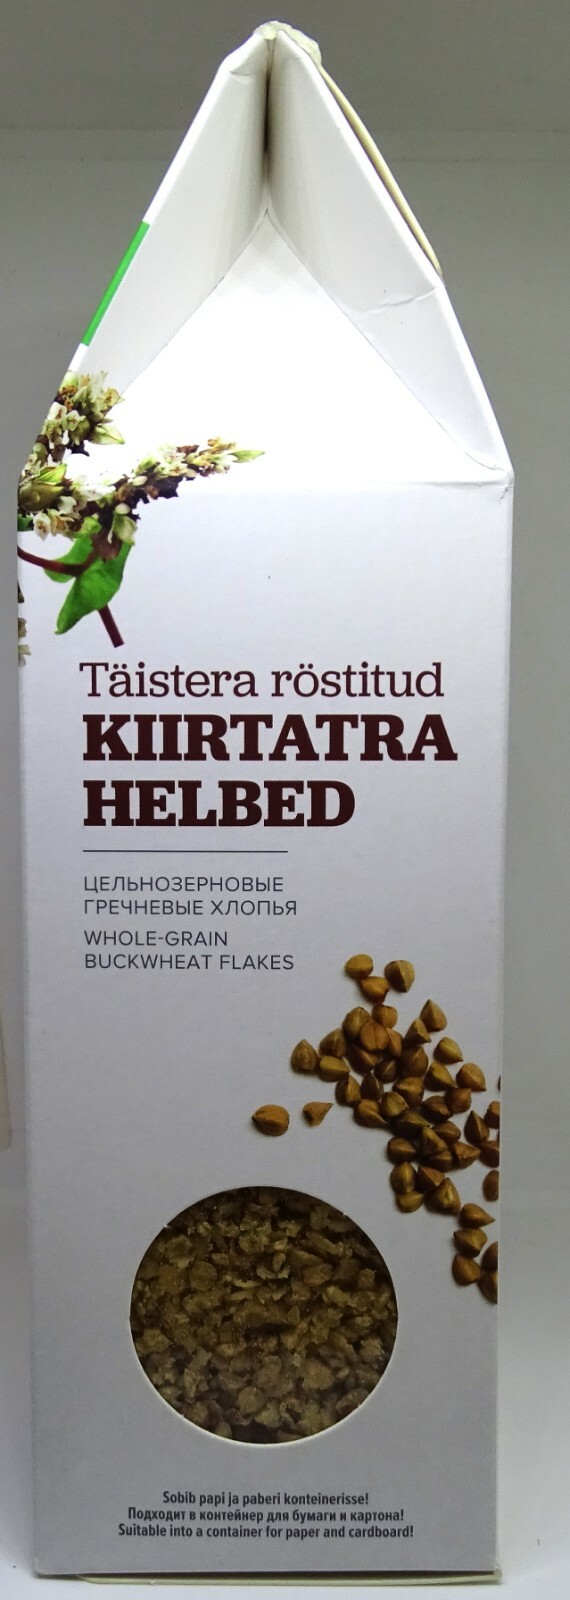 Täistera röstitud
KIIRTATRA
HELBED
ЦЕЛЬНОЗЕРНОВЫЕ
ГРЕЧНЕВЫЕ ХЛОПЬЯ
WHOLE-GRAIN
BUCKWHEAT FLAKES
Sobib papi ja paberi konteinerisse!
Подходит в контейнер для бумаги и картона!
Suitable into a container for paper and cardboard!